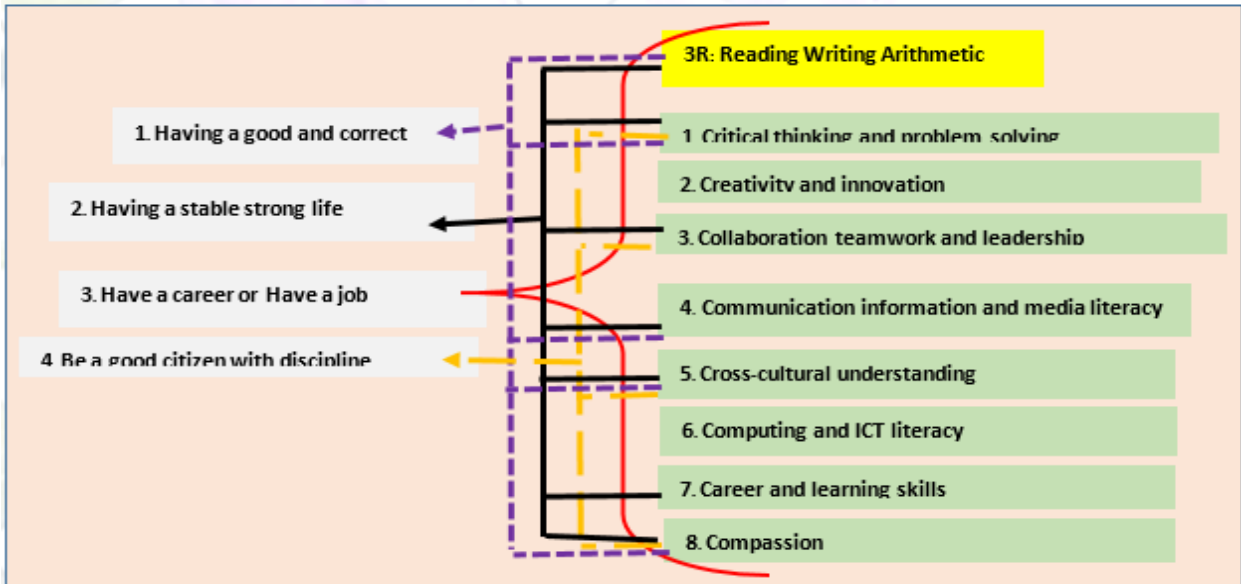 3R: Reading Writing Arithmetic
1. Having a good and correct
1. Critical thinking and problem solving
2. Creativity and innovation
2. Having a stable strong life
3. Collaboration teamwork and leadership
3. Have a career or Have a job
4. Communication information and media literacy
4. Be a good citizen with discipline
5. Cross-cultural understanding
6. Computing and ICT literacy
7. Career and learning skills
8. Compassion